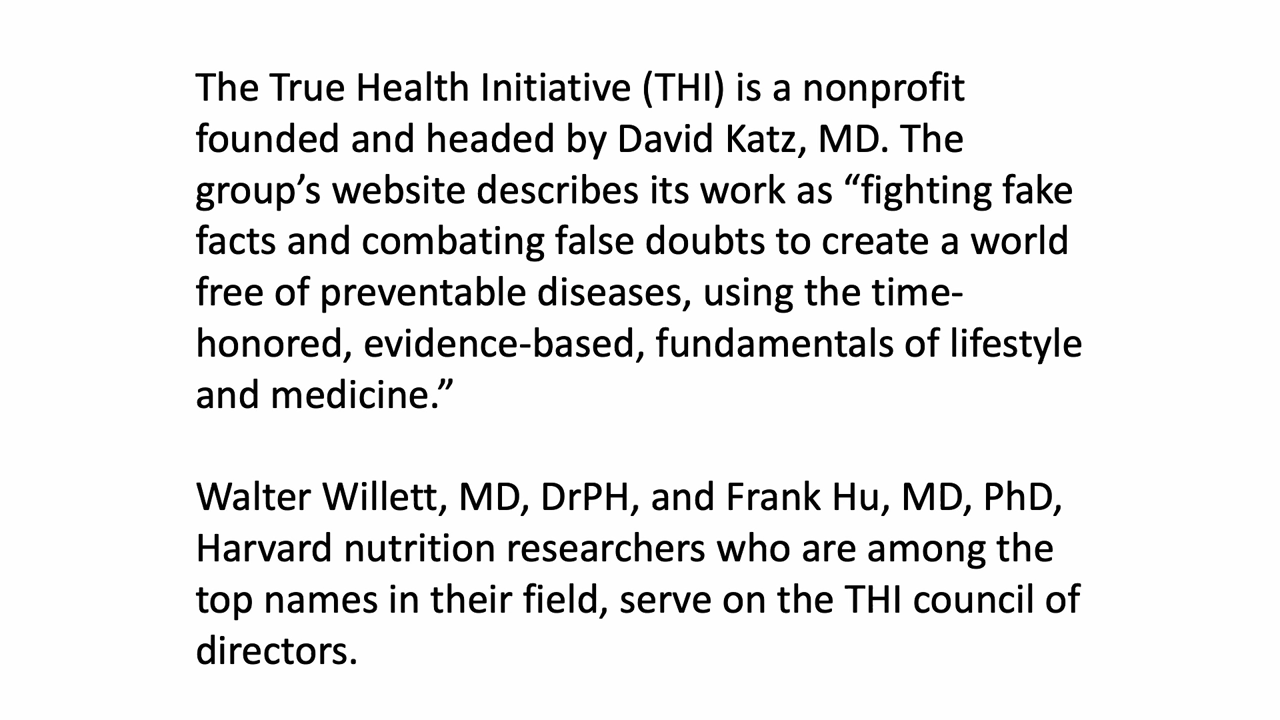 The True Health Initiative (THI) is a nonprofit
founded and headed by David Katz, MD. The
group’s website describes its work as “fighting fake
facts and combating false doubts to create a world
free of preventable diseases, using the time-
honored, evidence-based, fundamentals of lifestyle
and medicine.”
Walter Willett, MD, DrPH, and Frank Hu, MD, PhD,
Harvard nutrition researchers who are among the
top names in their field, serve on the THI council of
directors.